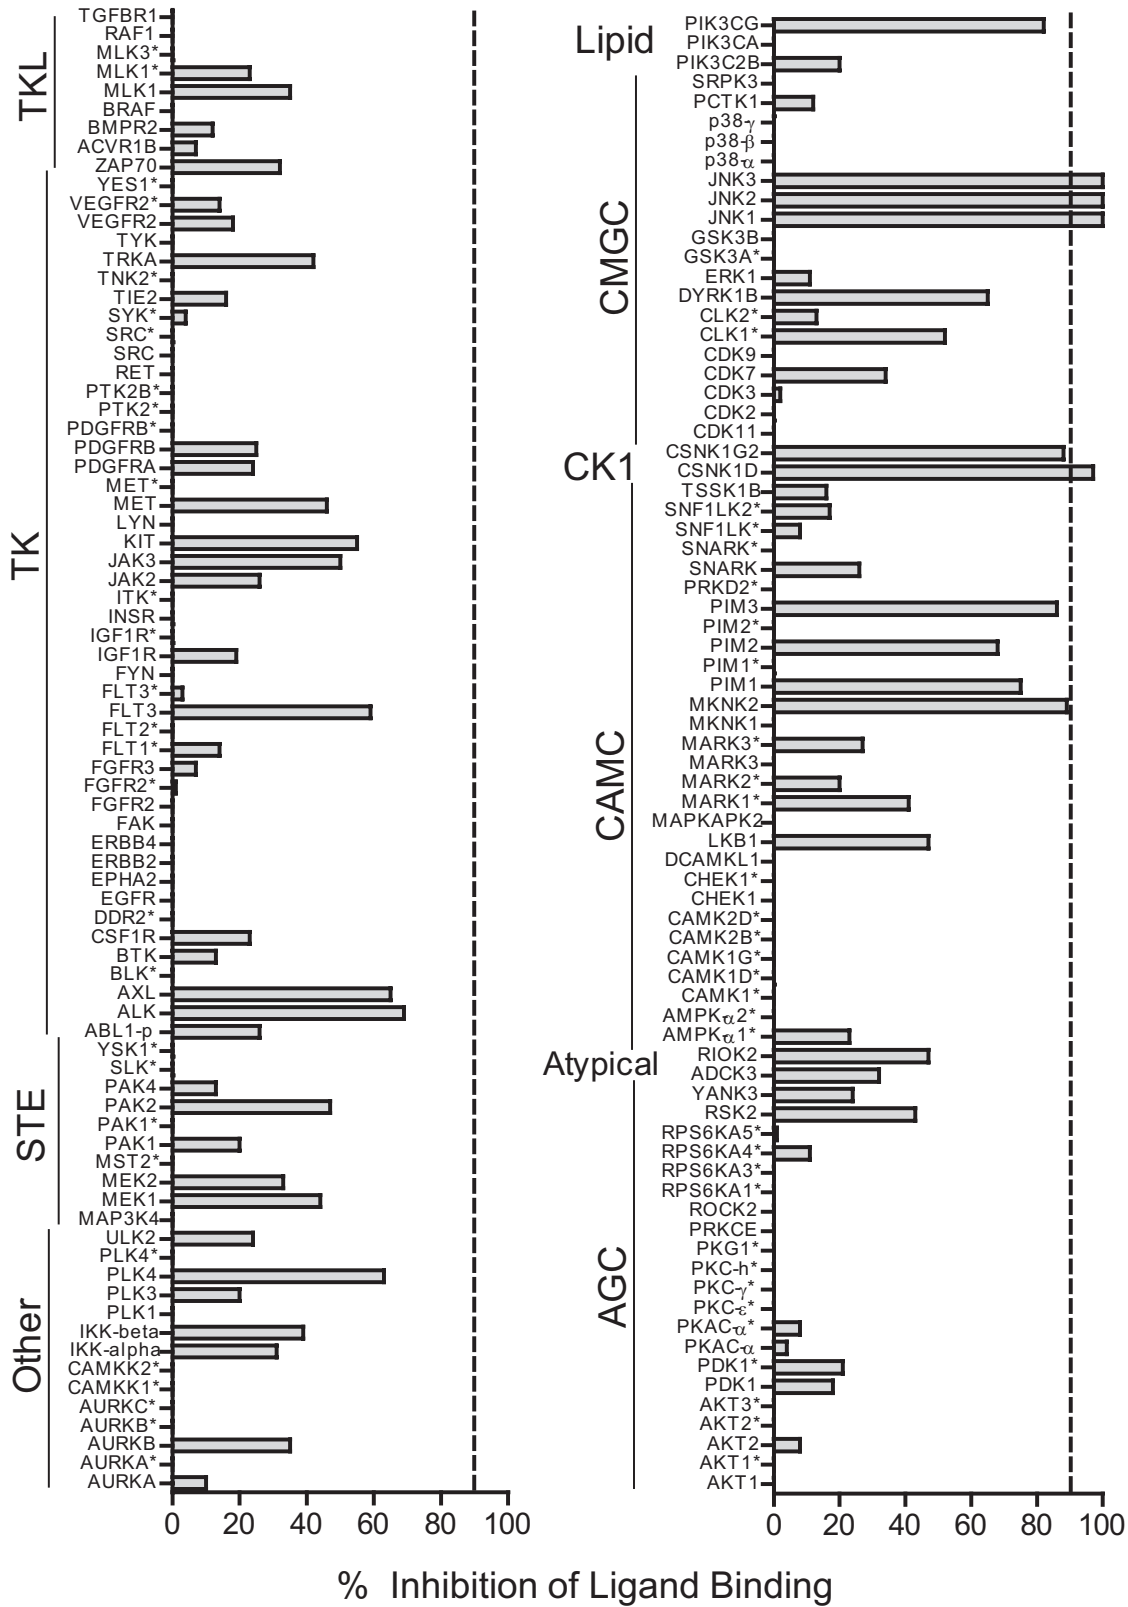 TKL
TGFBR1
RAF1
MLK3*
MLK1*
MLK1
BRAF
BMPR2
ACVR1B
TK
ZAP70
YES1*
VEGFR2*
VEGFR2
TYK
TRKA
TNK2*
TIE2
SYK*
SRC*
SRC
RET
PTK2B*
PTK2*
PDGFRB*
PDGFRB
PDGFRA
MET*
MET
LYN
KIT
JAK3
JAK2
ITK*
INSR
IGF1R*
IGF1R
FYN
FLT3*
FLT3
FLT2*
FLT1*
FGFR3
FGFR2*
FGFR2
FAK
ERBB4
ERBB2
EPHA2
EGFR
DDR2*
CSF1R
BTK
BLK*
AXL
ALK
ABL1-p
STE
YSK1*
SLK*
PAK4
PAK2
PAK1*
PAK1
MST2*
MEK2
MEK1
MAP3K4
Other
ULK2
PLK4*
PLK4
PLK3
PLK1
IKK-beta
IKK-alpha
CAMKK2*
CAMKK1*
AURKC*
AURKB*
AURKB
AURKA*
AURKA
0 20 40 60 80 100
Lipid
PIK3CG
PIK3CA
PIK3C2B
CMGC
SRPK3
PCTK1
p38-γ
p38-β
p38-α
JNK3
JNK2
JNK1
GSK3B
GSK3A*
ERK1
DYRK1B
CLK2*
CLK1*
CDK9
CDK7
CDK3
CDK2
CDK11
CK1
CSNK1G2
CSNK1D
CAMC
TSSK1B
SNF1LK2*
SNF1LK*
SNARK*
SNARK
PRKD2*
PIM3
PIM2*
PIM2
PIM1*
PIM1
MKNK2
MKNK1
MARK3*
MARK3
MARK2*
MARK1*
MAPKAPK2
LKB1
DCAMKL1
CHEK1*
CHEK1
CAMK2D*
CAMK2B*
CAMK1G*
CAMK1D*
CAMK1*
AMPKα2*
AMPKα1*
Atypical
RIOK2
ADCK3
AGC
YANK3
RSK2
RPS6KA5*
RPS6KA4*
RPS6KA3*
RPS6KA1*
ROCK2
PRKCE
PKG1*
PKC-h*
PKC-γ*
PKC-ε*
PKAC-α*
PKAC-α
PDK1*
PDK1
AKT3*
AKT2*
AKT2
AKT1*
AKT1
0 20 40 60 80 100
% Inhibition of Ligand Binding